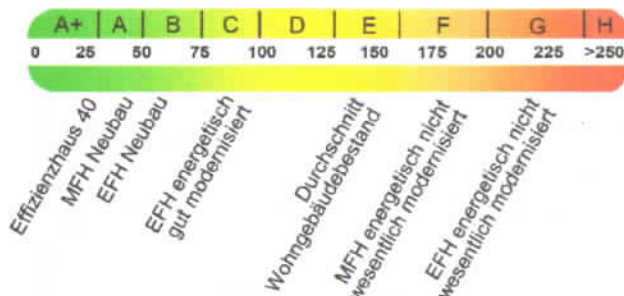 A+ A B C D E F G H
0 25 50 75 100 125 150 175 200 225 >250
Effizienzhaus 40
MFH Neubau
EFH Neubau
EFH energetisch
gut modernisiert
Durchschnitt
Wohngebäudebestand
MFH energetisch nicht
wesentlich modernisiert
EFH energetisch nicht
wesentlich modernisiert